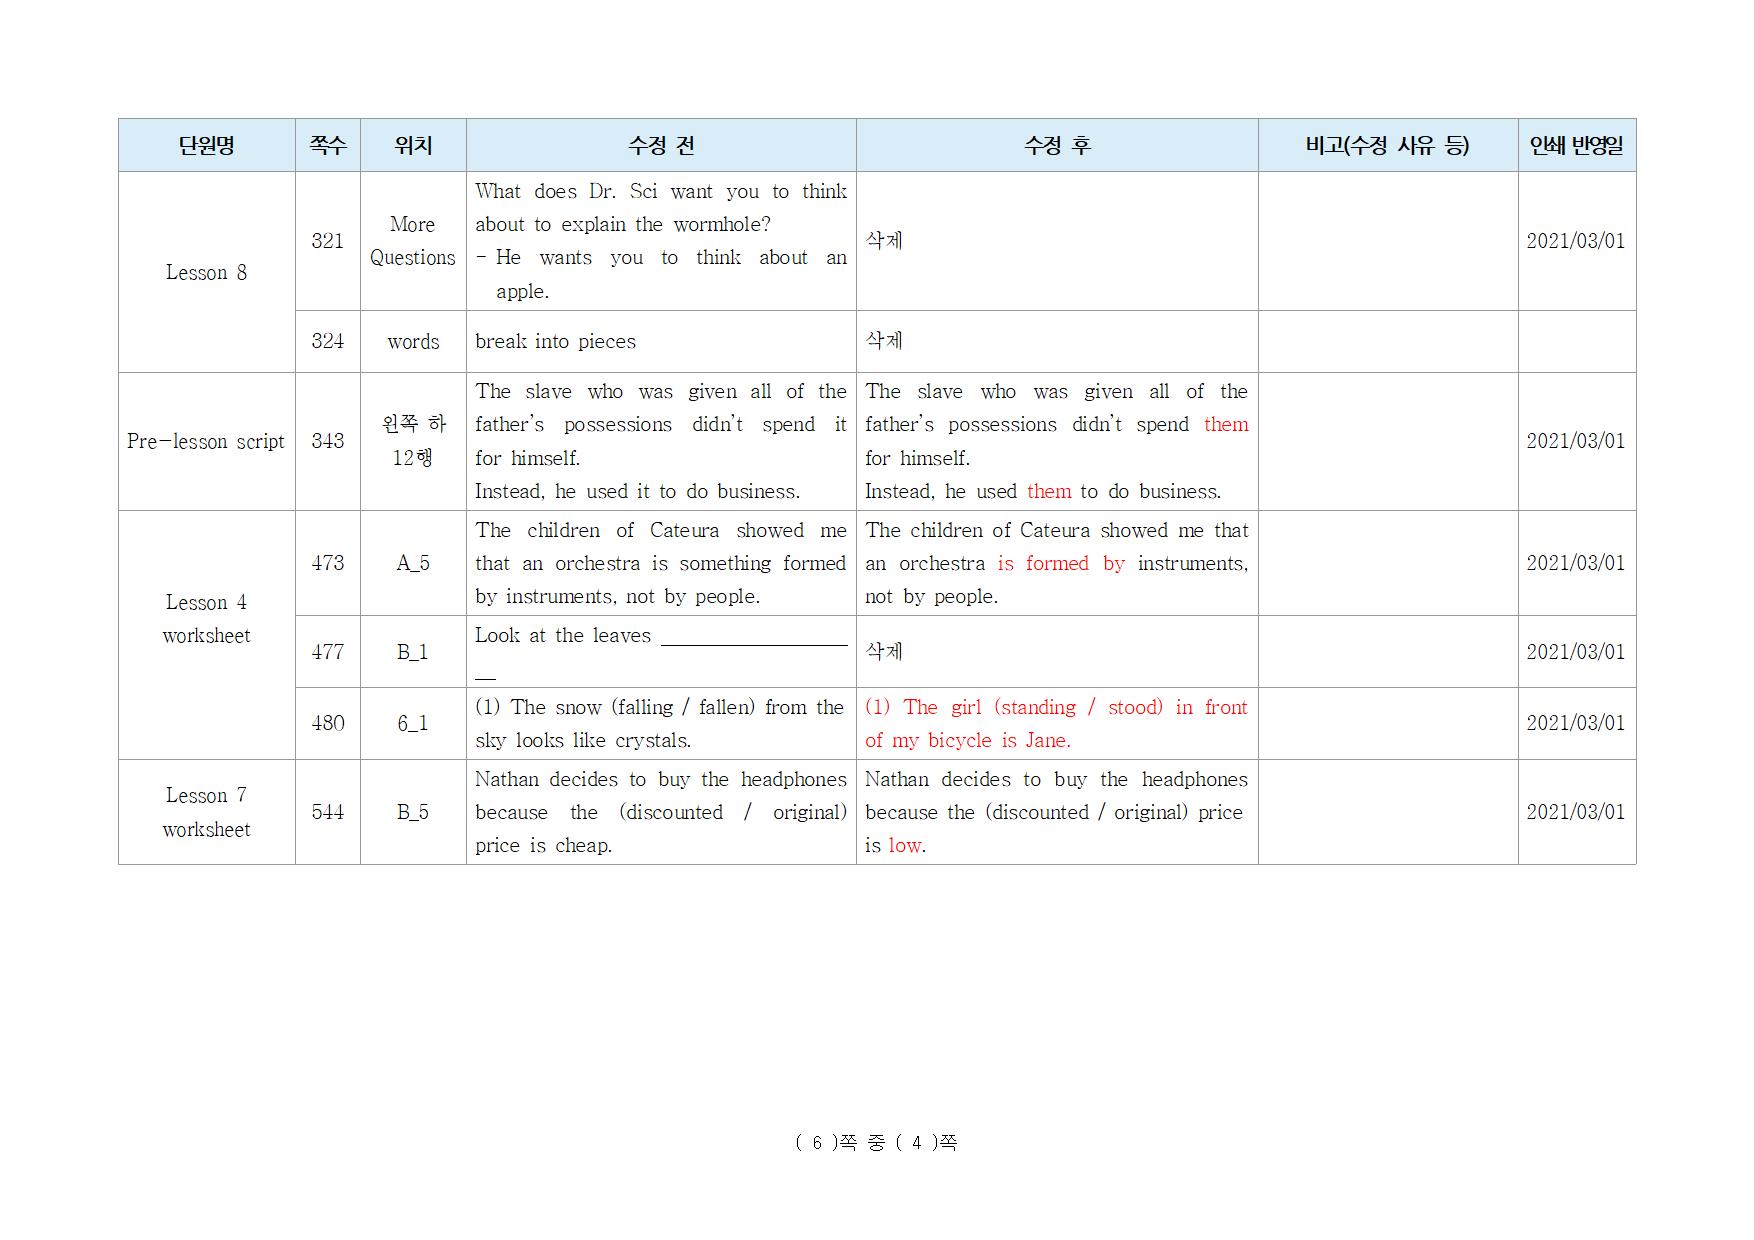 단원명 쪽수 위치 수정 전 수정 후 비고(수정 사유 등) 인쇄 반영일
Lesson 8
321
More
Questions
What does Dr. Sci want you to think
about to explain the wormhole?
- He wants you to think about an
apple.
삭제
2021/03/01
324
words
break into pieces
삭제
Pre-lesson script
343
왼쪽 하
12행
The slave who was given all of the
father's possessions didn't spend it
for himself.
Instead, he used it to do business.
The slave who was given all of the
father's possessions didn't spend them
for himself.
Instead, he used them to do business.
2021/03/01
Lesson 4
worksheet
473
A_5
The children of Cateura showed me
that an orchestra is something formed
by instruments, not by people.
The children of Cateura showed me that
an orchestra is formed by instruments,
not by people.
2021/03/01
477
B_1
Look at the leaves __________________
__
삭제
2021/03/01
480
6_1
(1) The snow (falling / fallen) from the
sky looks like crystals.
(1) The girl (standing / stood) in front
of my bicycle is Jane.
2021/03/01
Lesson 7
worksheet
544
B_5
Nathan decides to buy the headphones
because the (discounted / original)
price is cheap.
Nathan decides to buy the headphones
because the (discounted / original) price
is low.
2021/03/01
( 6 )쪽 중 ( 4 )쪽